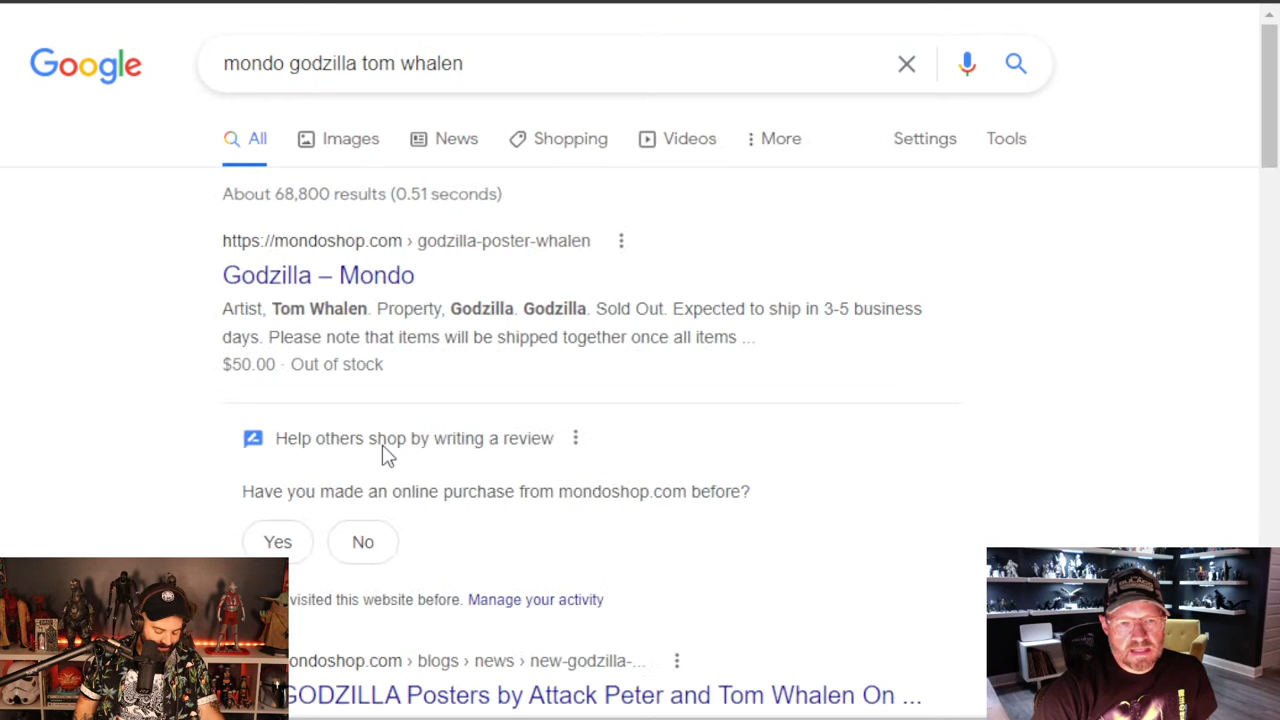 Google
mondo godzilla tom whalen
All Images News Shopping Videos More Settings Tools
About 68,800 results (0.51 seconds)
https://mondoshop.com › godzilla-poster-whalen
Godzilla – Mondo
Artist, Tom Whalen. Property, Godzilla. Godzilla. Sold Out. Expected to ship in 3-5 business
days. Please note that items will be shipped together once all items ...
$50.00 · Out of stock
Help others shop by writing a review
Have you made an online purchase from mondoshop.com before?
Yes No
visited this website before. Manage your activity
ondoshop.com › blogs › news › new-godzilla-...
GODZILLA Posters by Attack Peter and Tom Whalen On ...